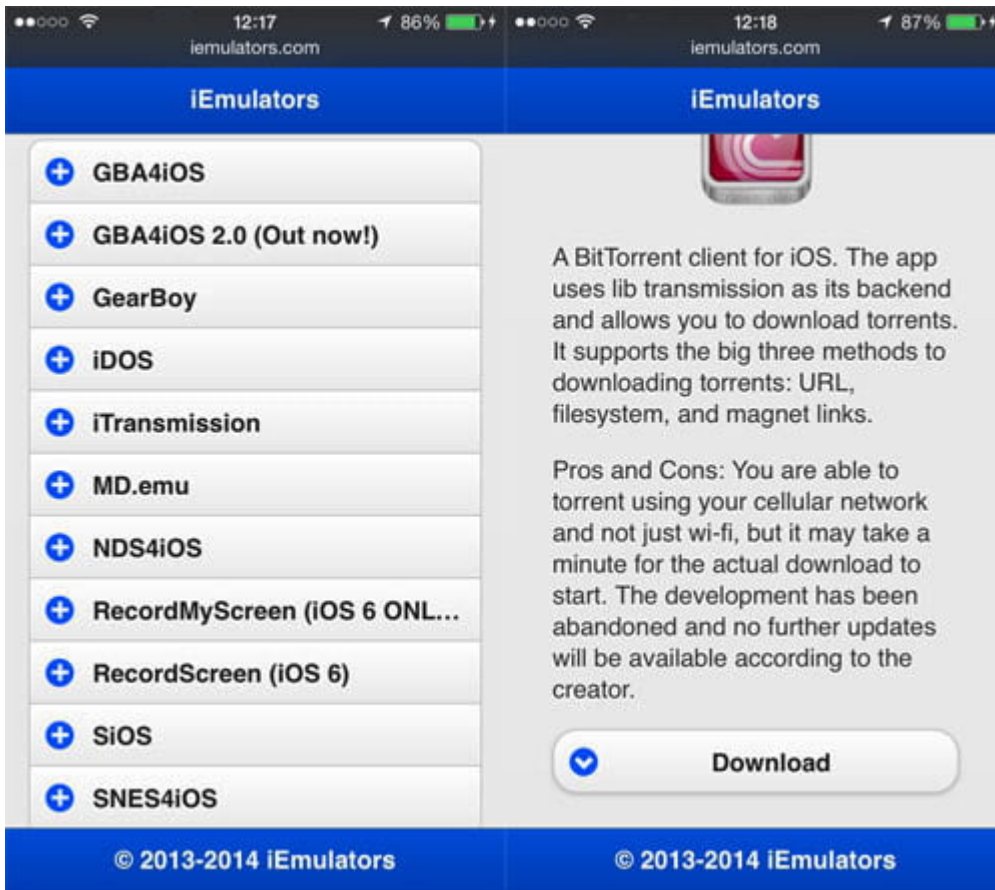 12:17
86%
iemulators.com
iEmulators
GBA4iOS
GBA4iOS 2.0 (Out now!)
GearBoy
iDOS
iTransmission
MD.emu
NDS4iOS
RecordMyScreen (iOS 6 ONL...
RecordScreen (iOS 6)
SiOS
SNES4iOS
© 2013-2014 iEmulators
12:18
87%
iemulators.com
iEmulators
A BitTorrent client for iOS. The app
uses lib transmission as its backend
and allows you to download torrents.
It supports the big three methods to
downloading torrents: URL,
filesystem, and magnet links.
Pros and Cons: You are able to
torrent using your cellular network
and not just wi-fi, but it may take a
minute for the actual download to
start. The development has been
abandoned and no further updates
will be available according to the
creator.
Download
© 2013-2014 iEmulators